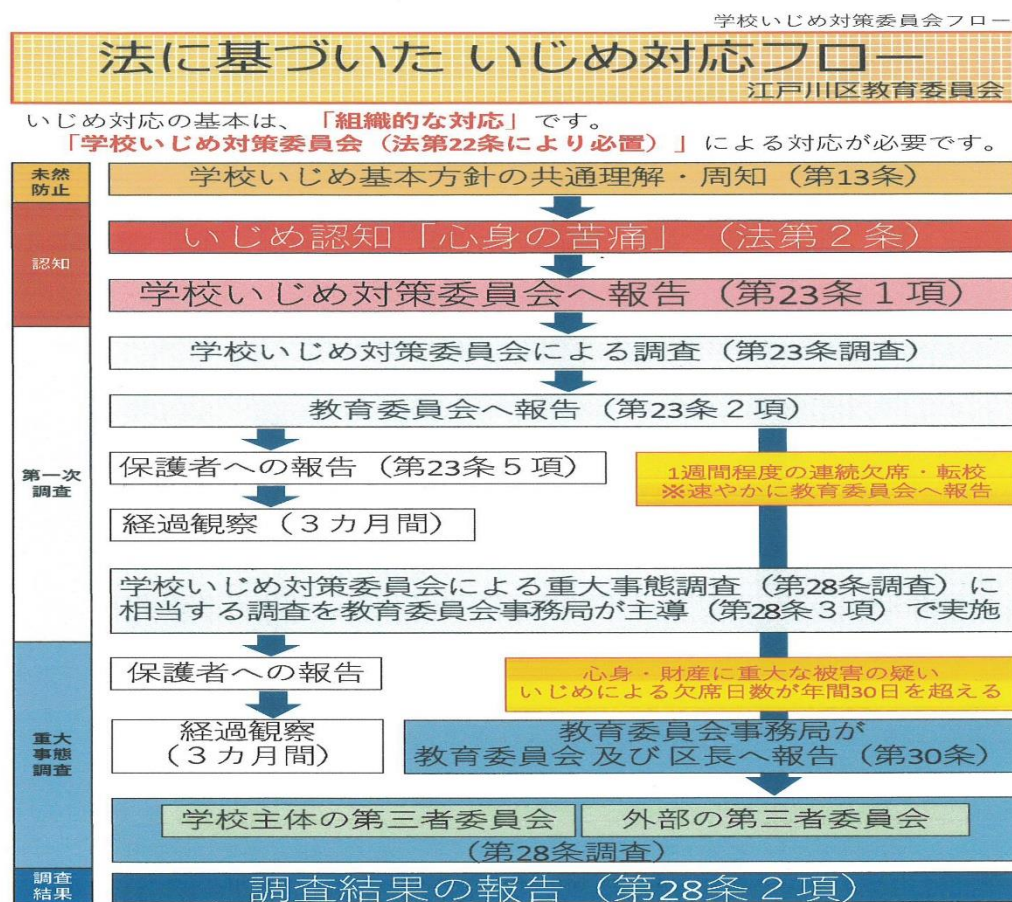 学校いじめ対策委員会フロー
法に基づいた いじめ対応フロー
江戸川区教育委員会
いじめ対応の基本は、「組織的な対応」です。
「学校いじめ対策委員会（法第22条により必置）」による対応が必要です。
未然
防止
学校いじめ基本方針の共通理解・周知（第13条）
認知
いじめ認知「心身の苦痛」（法第２条）
学校いじめ対策委員会へ報告（第23条１項）
第一次
調査
学校いじめ対策委員会による調査（第23条調査）
教育委員会へ報告（第23条２項）
保護者への報告（第23条５項）
1週間程度の連続欠席・転校
※速やかに教育委員会へ報告
経過観察（３カ月間）
学校いじめ対策委員会による重大事態調査（第28条調査）に
相当する調査を教育委員会事務局が主導（第28条３項）で実施
重大
事態
調査
保護者への報告
心身・財産に重大な被害の疑い
いじめによる欠席日数が年間30日を超える
経過観察
（３カ月間）
教育委員会事務局が
教育委員会 及び 区長へ報告（第30条）
学校主体の第三者委員会
外部の第三者委員会
（第28条調査）
調査
結果
調査結果の報告（第28条２項）